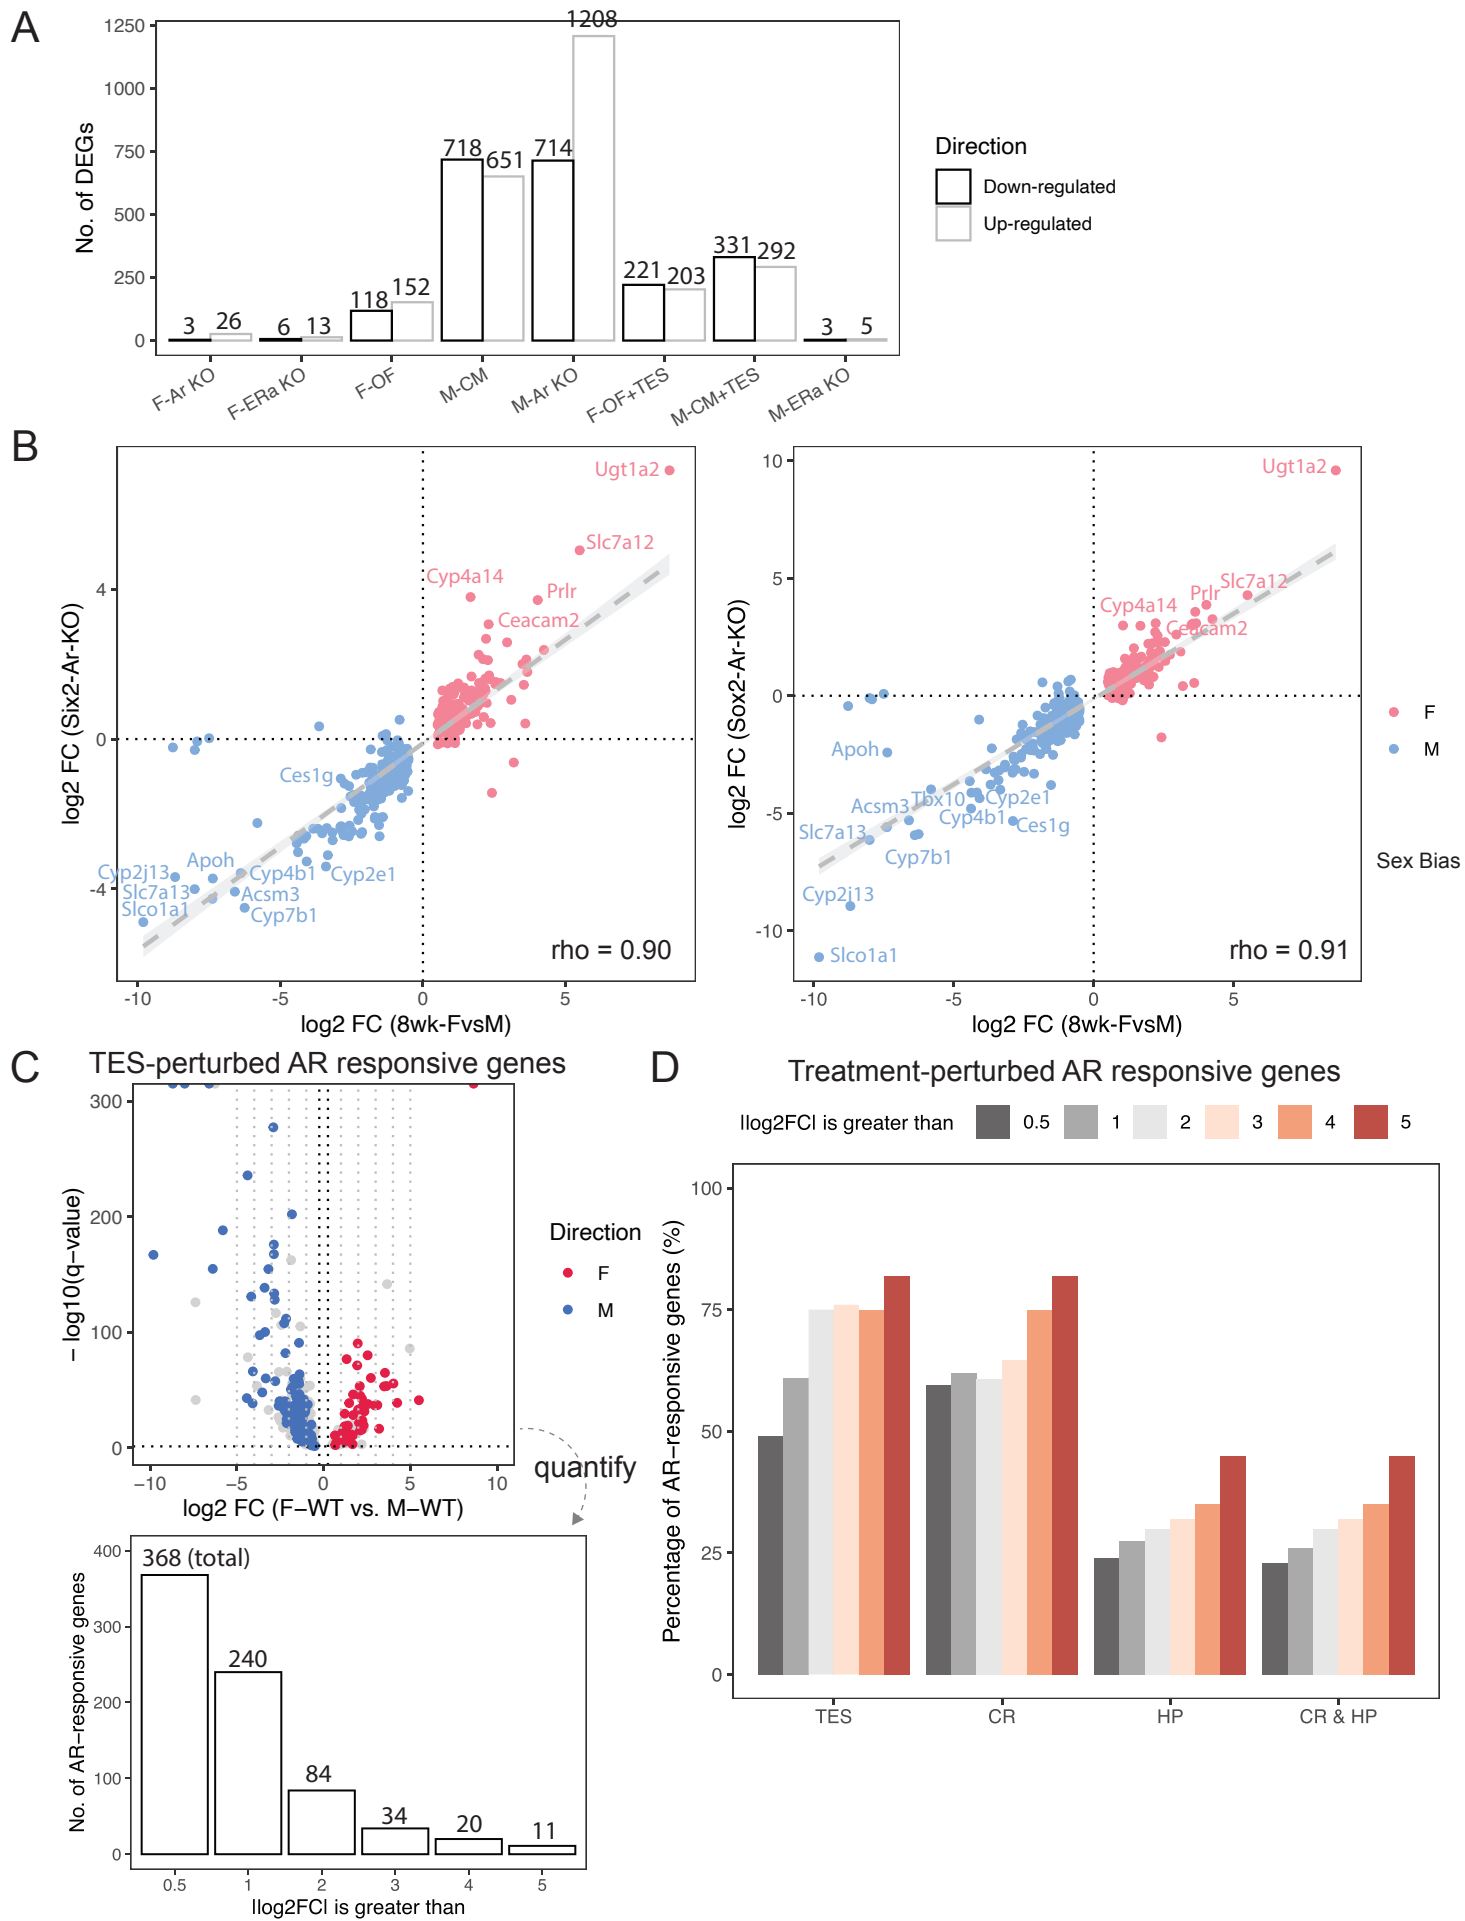 A
No. of DEGs
1250
1000
750
500
250
0
3
26
6
13
118
152
718
651
714
1208
221
203
331
292
3
5
F-Ar KO
F-ERa KO
F-OF
M-CM
M-Ar KO
F-OF+TES
M-CM+TES
M-ERa KO
Direction
Down-regulated
Up-regulated
B
log2 FC (Six2-Ar-KO)
4
0
-4
Ugt1a2
Slc7a12
Cyp4a14
Prlr
Ceacam2
Ces1g
Apoh
Cyp2j13
Cyp4b1
Cyp2e1
Slc7a13
Acsm3
Slco1a1
Cyp7b1
rho = 0.90
-10
-5
0
5
log2 FC (8wk-FvsM)
log2 FC (Sox2-Ar-KO)
10
5
0
-5
-10
Ugt1a2
Slc7a12
Prlr
Cyp4a14
Ceacam2
Apoh
Acsm3
Tbx10
Cyp2e1
Cyp4b1
Ces1g
Slc7a13
Cyp7b1
Cyp2j13
Slco1a1
rho = 0.91
-10
-5
0
5
log2 FC (8wk-FvsM)
F
M
Sex Bias
C
TES-perturbed AR responsive genes
− log10(q−value)
300
200
100
0
−10
−5
0
5
10
log2 FC (F−WT vs. M−WT)
Direction
F
M
quantify
No. of AR−responsive genes
400
300
200
100
0
368 (total)
240
84
34
20
11
0.5
1
2
3
4
5
|log2FC| is greater than
D
Treatment-perturbed AR responsive genes
|log2FC| is greater than
0.5
1
2
3
4
5
Percentage of AR−responsive genes (%)
100
75
50
25
0
TES
CR
HP
CR & HP